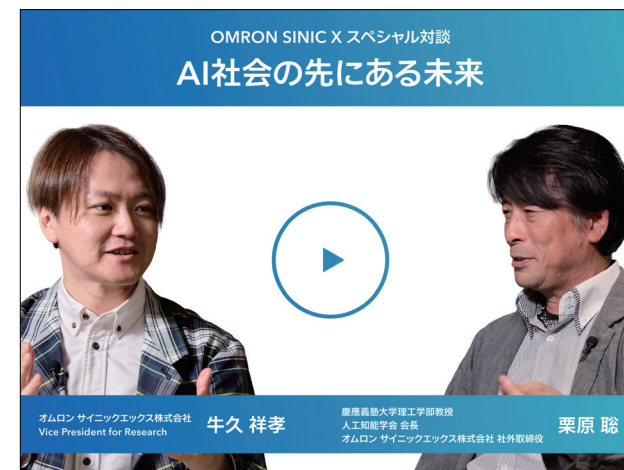 OMRON SINIC X スペシャル対談
AI社会の先にある未来
オムロン サイニックエックス株式会社
Vice President for Research
牛久 祥孝
慶應義塾大学理工学部教授
人工知能学会 会長
オムロン サイニックエックス株式会社 社外取締役
栗原 聡